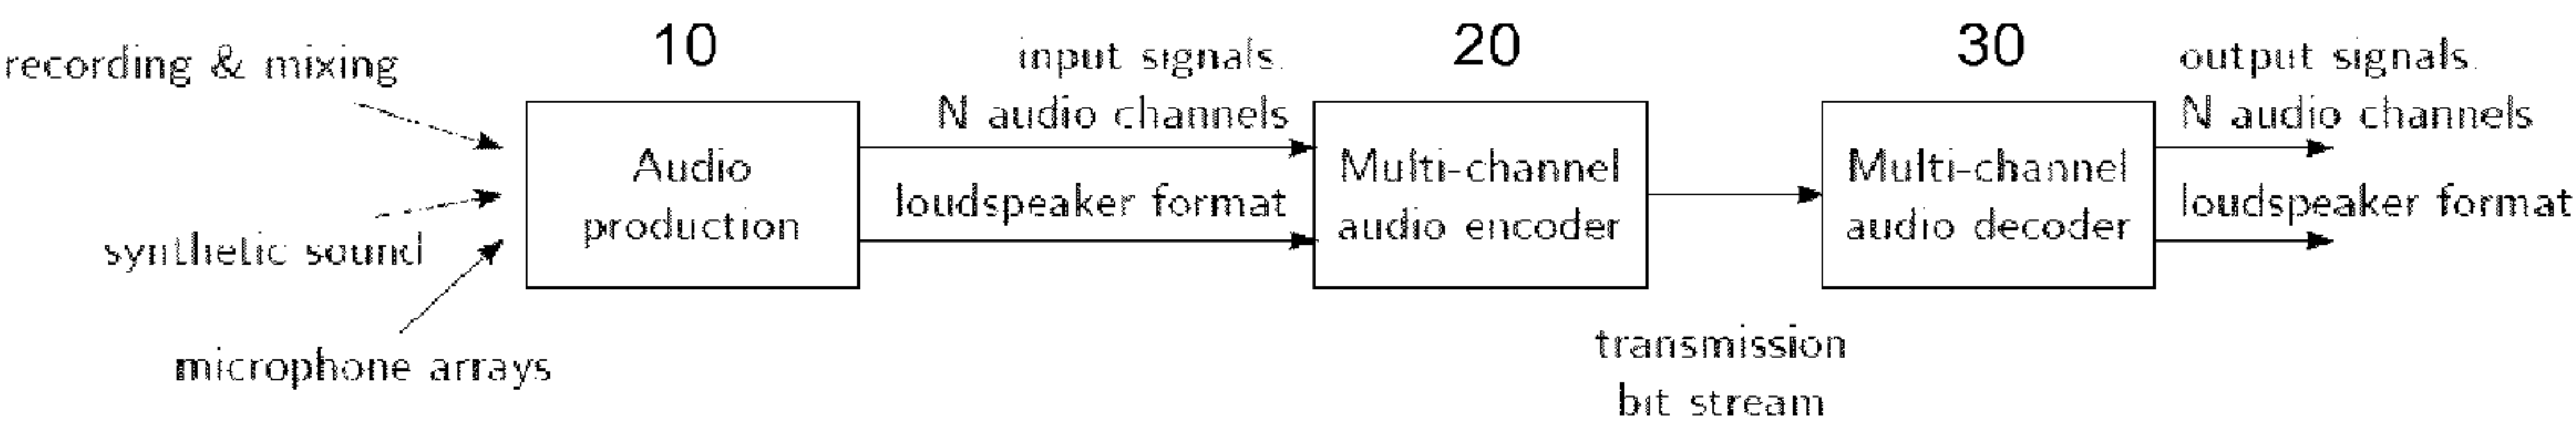 recording & mixing
synthetic sound
microphone arrays
10
Audio
production
input signals.
N audio channels
loudspeaker format
20
Multi-channel
audio encoder
transmission
bit stream
30
Multi-channel
audio decoder
output signals.
N audio channels
loudspeaker format